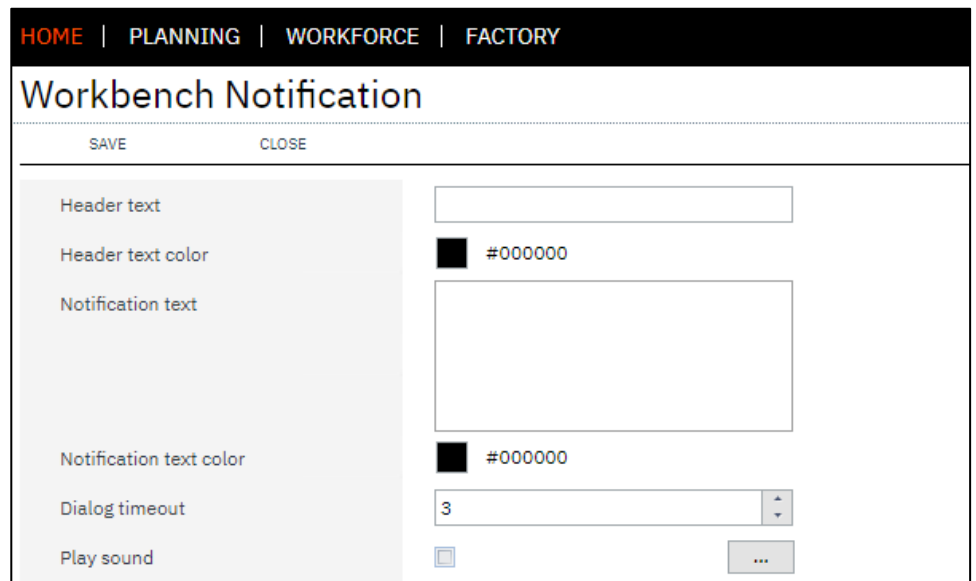 HOME | PLANNING | WORKFORCE | FACTORY
Workbench Notification
SAVE CLOSE
Header text
Header text color #000000
Notification text
Notification text color #000000
Dialog timeout 3
Play sound ...